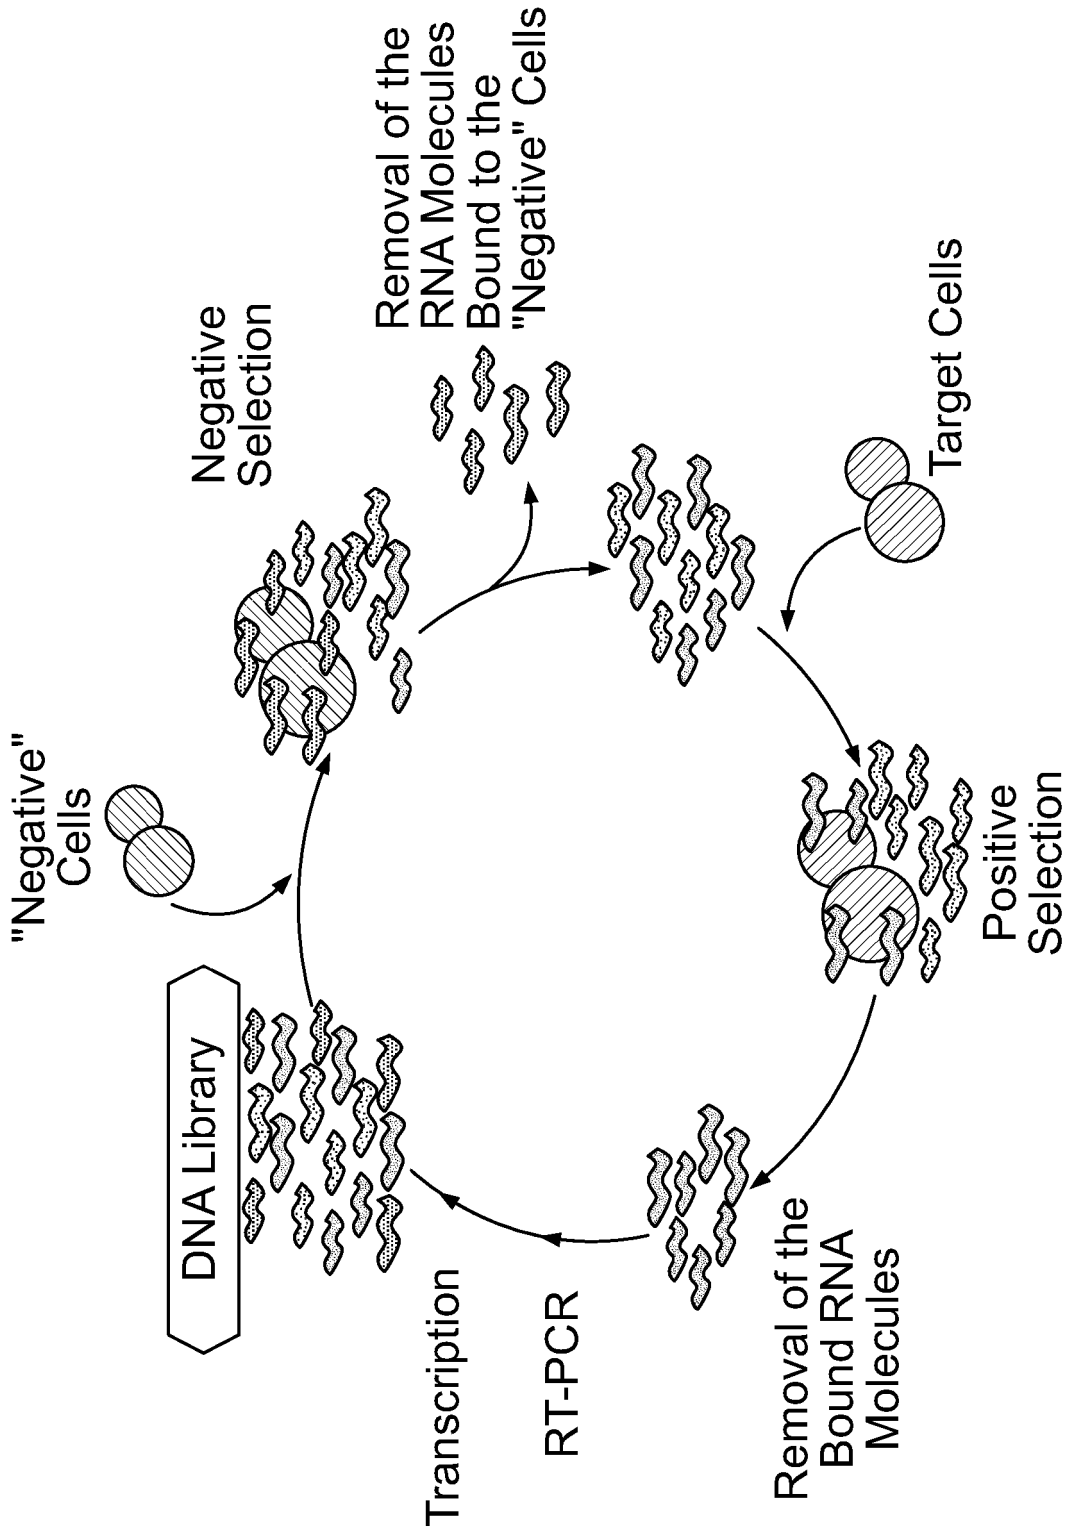 "Negative"
Cells
DNA Library
Negative
Selection
Removal of the
RNA Molecules
Bound to the
"Negative" Cells
Target Cells
Positive
Selection
Removal of the
Bound RNA
Molecules
RT-PCR
Transcription